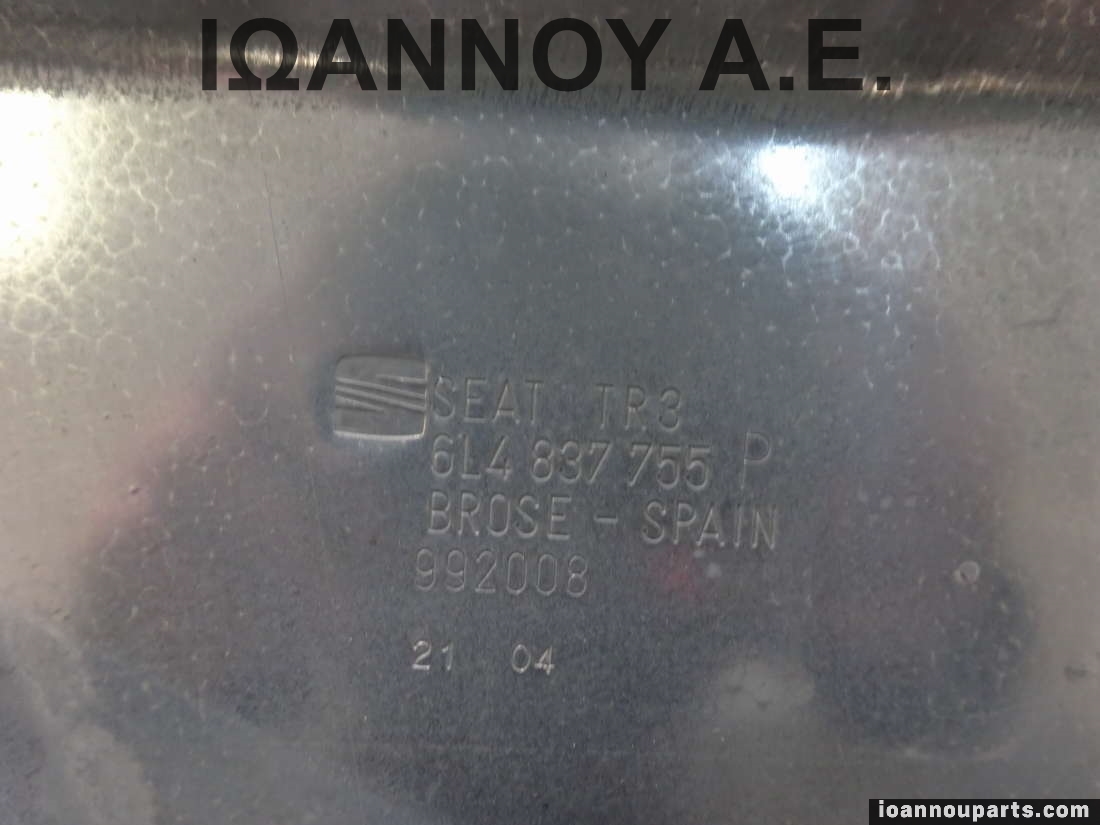 ΙΩΑΝΝΟΥ Α.Ε.
SEAT TR3
6L4 837 755 P
BROSE - SPAIN
992008
21 04
ioannouparts.com